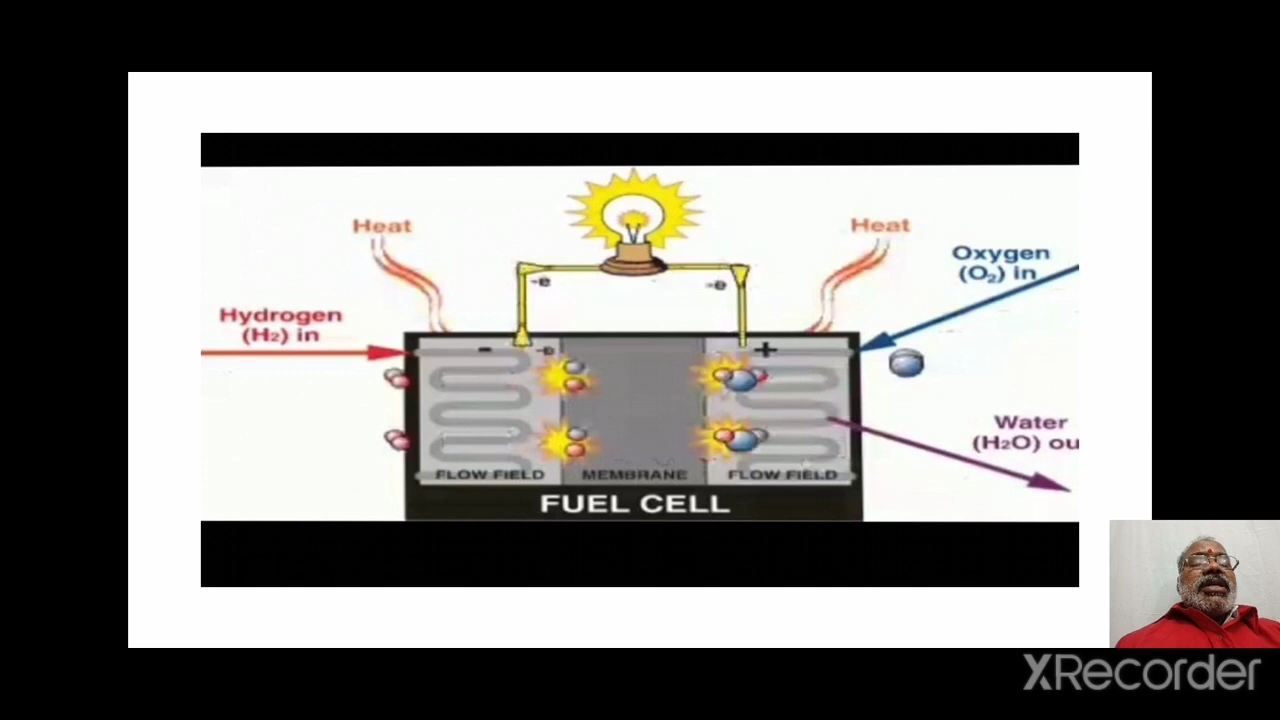 Heat
Heat
Oxygen
(O₂) in
-e
-e
Hydrogen
(H₂) in
-
-e
+
Water
(H₂O) ou
FLOW FIELD
MEMBRANE
FLOW FIELD
FUEL CELL
XRecorder